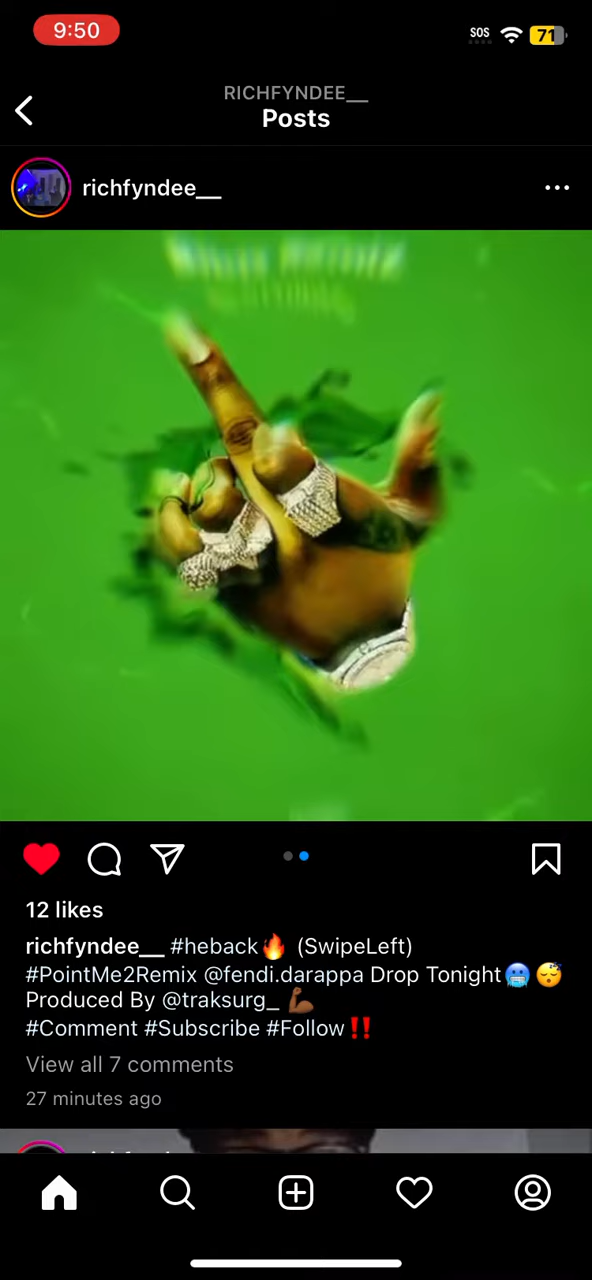 9:50
SOS
71
RICHFYNDEE__
Posts
richfyndee__
12 likes
richfyndee__ #heback🔥 (SwipeLeft)
#PointMe2Remix @fendi.darappa Drop Tonight🥶😴
Produced By @traksurg_ 💪🏾
#Comment #Subscribe #Follow‼️
View all 7 comments
27 minutes ago